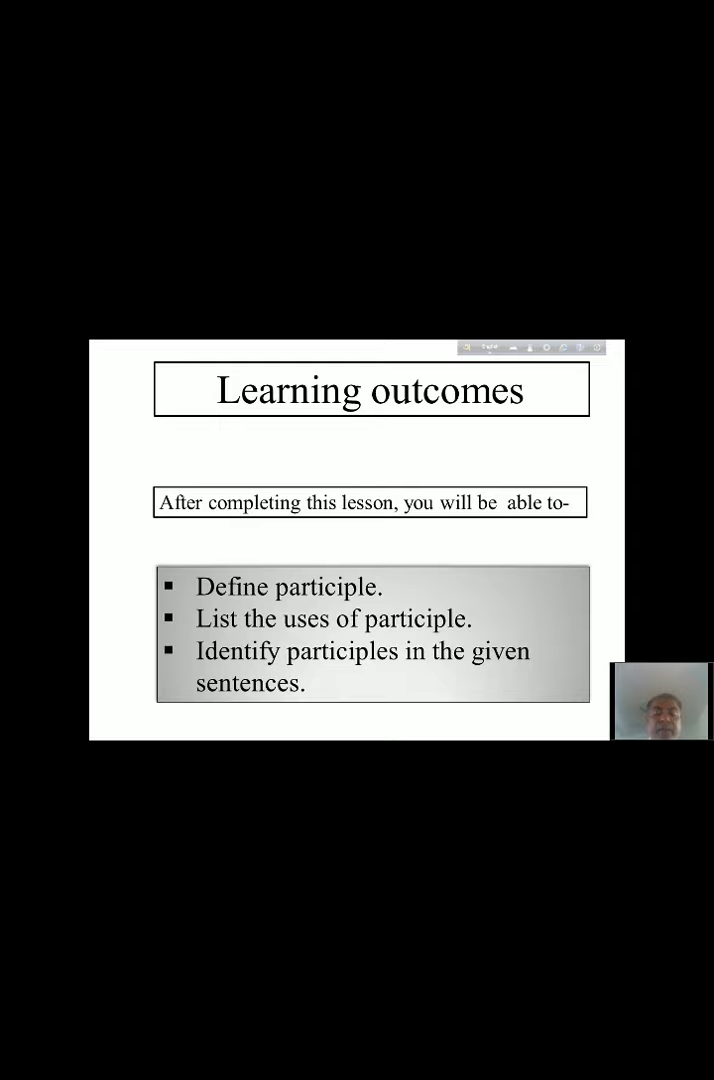 Learning outcomes
After completing this lesson, you will be able to-
▪ Define participle.
▪ List the uses of participle.
▪ Identify participles in the given
sentences.